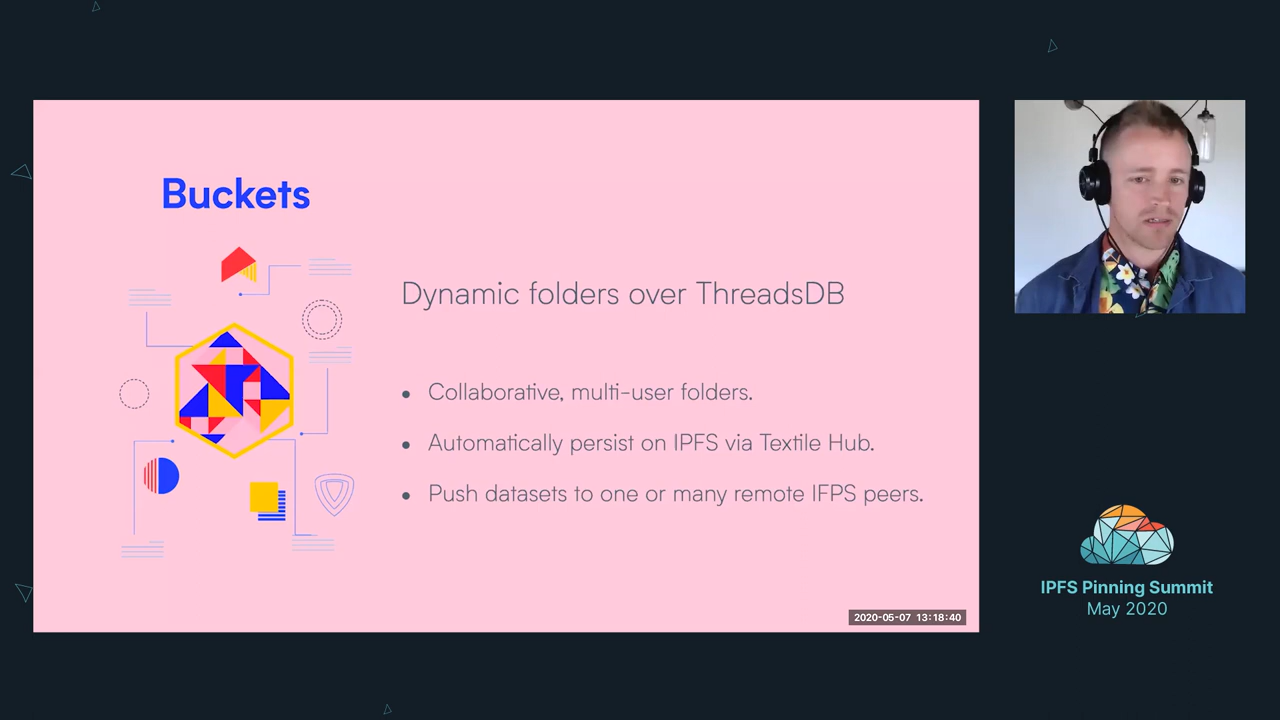 Buckets
Dynamic folders over ThreadsDB
• Collaborative, multi-user folders.
• Automatically persist on IPFS via Textile Hub.
• Push datasets to one or many remote IFPS peers.
2020-05-07 13:18:40
IPFS Pinning Summit
May 2020